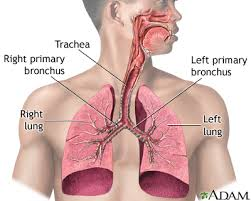 Trachea
Right primary
bronchus
Left primary
bronchus
Right
lung
Left
lung
ADAM.